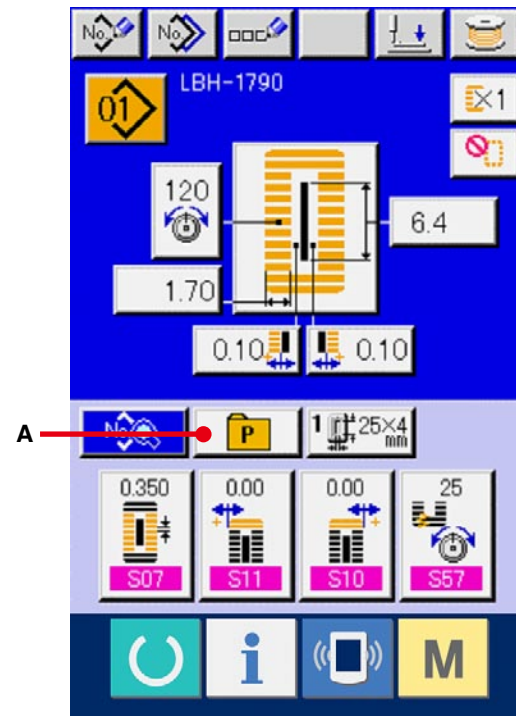 No. No.
LBH-1790
01 ×1
120
6.4
1.70
0.10 0.10
A No. P 1 25×4 mm
0.350 0.00 0.00 25
S07 S11 S10 S57
i M